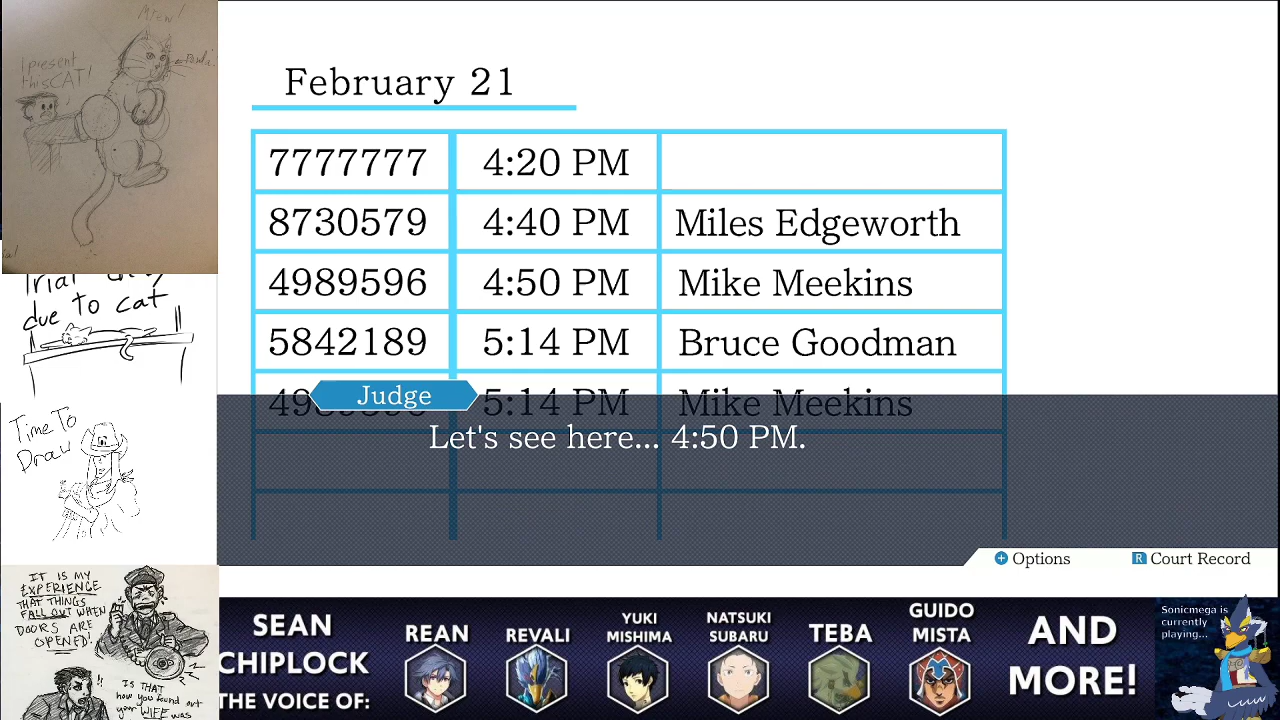 Mrew!
I present
this CAT!
due to cat
Time To
Draw
IT IS MY
EXPERIENCE
THAT THINGS
FALL OUT WHEN
DOORS ARE
OPENED!
!!
IS THAT
how you found out
your WIFE was
February 21
7777777 4:20 PM
8730579 4:40 PM Miles Edgeworth
4989596 4:50 PM Mike Meekins
5842189 5:14 PM Bruce Goodman
4989596 5:14 PM Mike Meekins
Judge
Let's see here... 4:50 PM.
+ Options R Court Record
SEAN
CHIPLOCK
THE VOICE OF:
REAN
REVALI
YUKI
MISHIMA
NATSUKI
SUBARU
TEBA
GUIDO
MISTA
AND
MORE!
Sonicmega is
currently
playing...